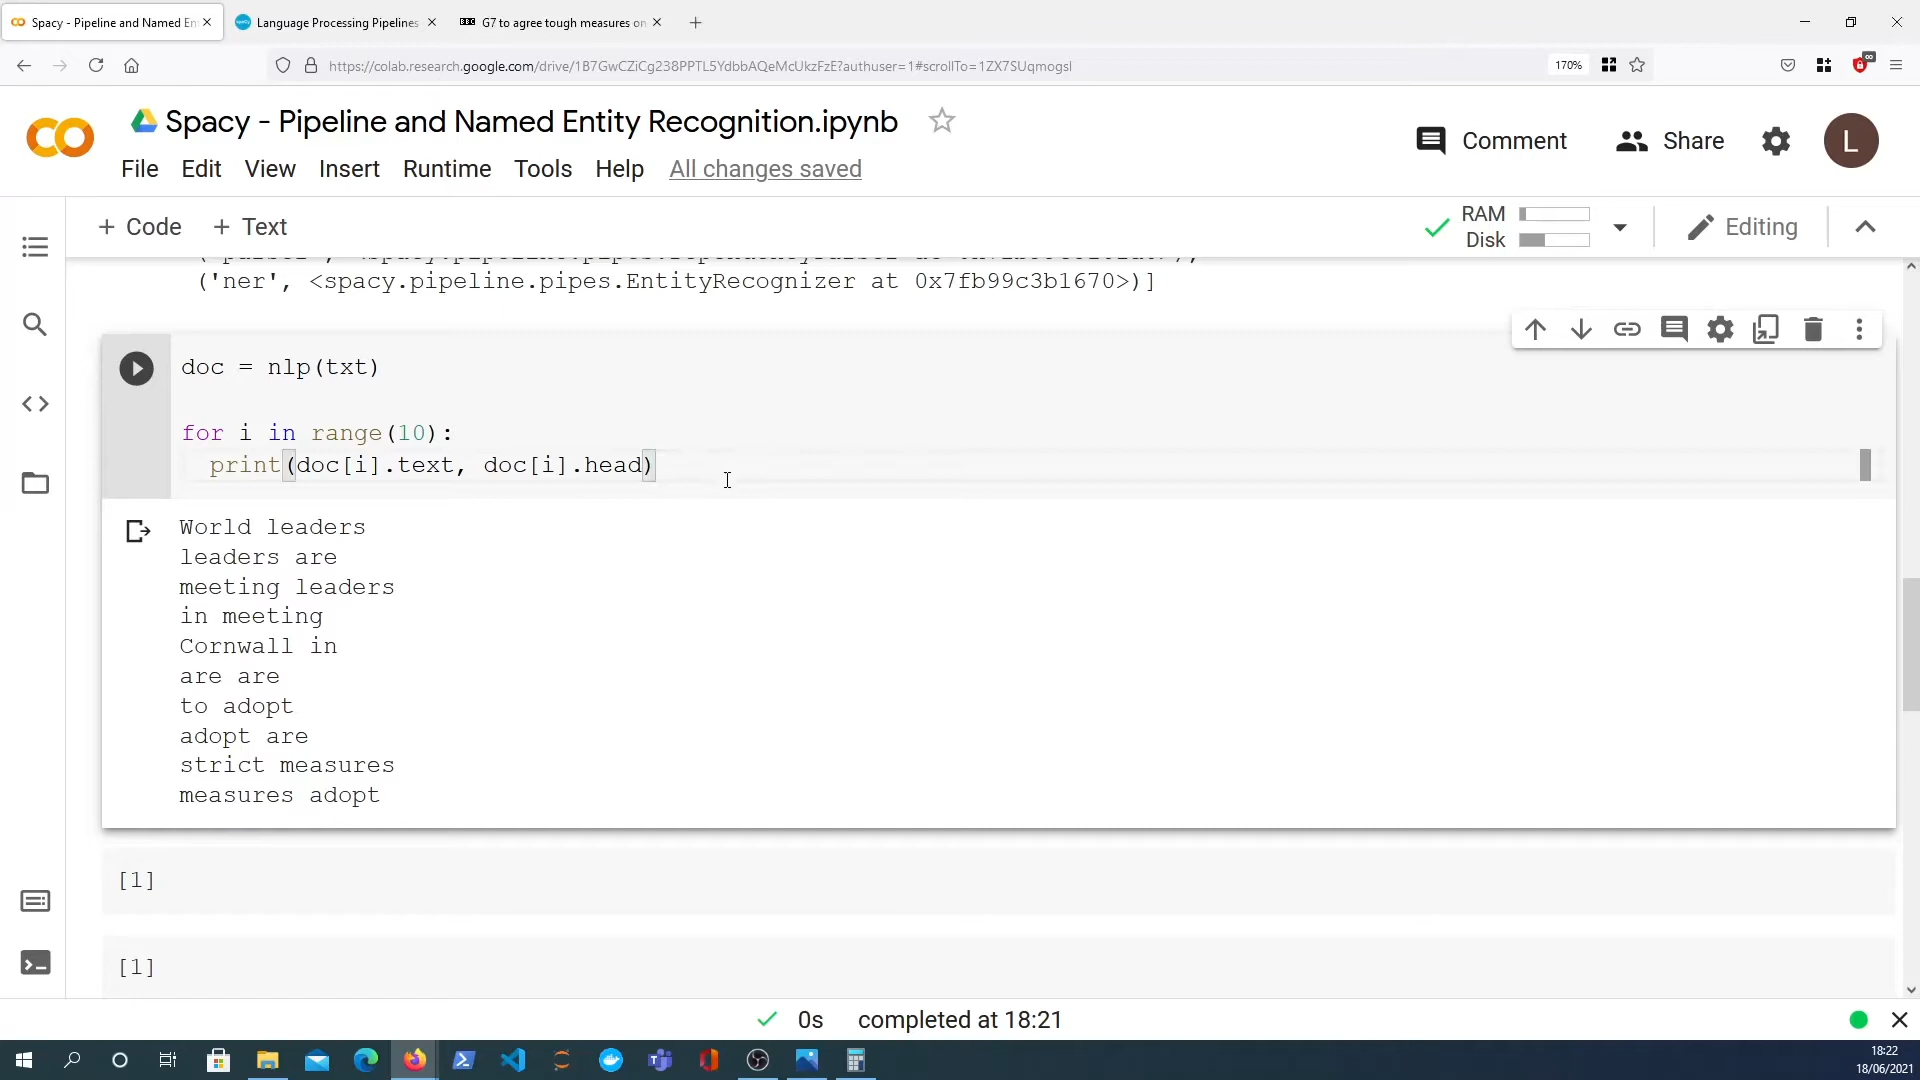 Spacy - Pipeline and Named En
Language Processing Pipelines
BBC G7 to agree tough measures on
https://colab.research.google.com/drive/1B7GwCZiCg238PPTL5YdbbAQeMcUkzFzE?authuser=1#scrollTo=1ZX7SUqmogsl
170%
Spacy - Pipeline and Named Entity Recognition.ipynb
Comment
Share
L
File Edit View Insert Runtime Tools Help All changes saved
+ Code + Text
RAM
Disk
Editing
('ner', <spacy.pipeline.pipes.EntityRecognizer at 0x7fb99c3b1670>)]
doc = nlp(txt)
for i in range(10):
print(doc[i].text, doc[i].head)
World leaders
leaders are
meeting leaders
in meeting
Cornwall in
are are
to adopt
adopt are
strict measures
measures adopt
[1]
[1]
0s completed at 18:21
18:22
18/06/2021